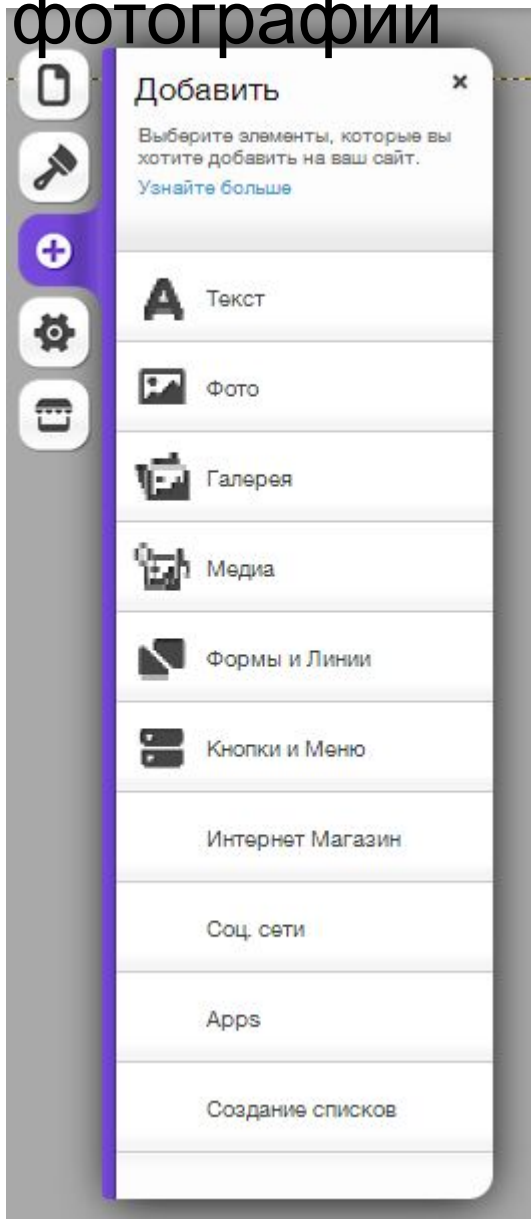 фотографии
Добавить
Выберите элементы, которые вы
хотите добавить на ваш сайт.
Узнайте больше
Текст
Фото
Галерея
Медиа
Формы и Линии
Кнопки и Меню
Интернет Магазин
Соц. сети
Apps
Создание списков